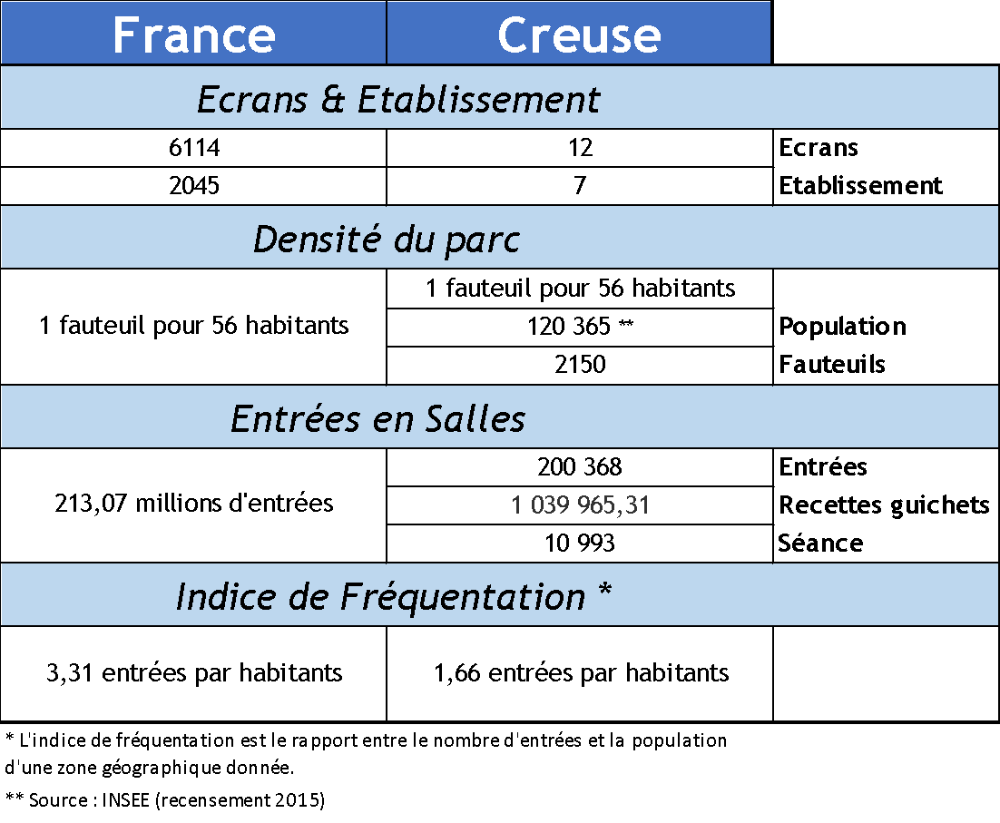 France Creuse
Ecrans & Etablissement
6114 12 Ecrans
2045 7 Etablissement
Densité du parc
1 fauteuil pour 56 habitants
1 fauteuil pour 56 habitants
120 365 ** Population
2150 Fauteuils
Entrées en Salles
213,07 millions d'entrées
200 368 Entrées
1 039 965,31 Recettes guichets
10 993 Séance
Indice de Fréquentation *
3,31 entrées par habitants 1,66 entrées par habitants
* L'indice de fréquentation est le rapport entre le nombre d'entrées et la population
d'une zone géographique donnée.
** Source : INSEE (recensement 2015)